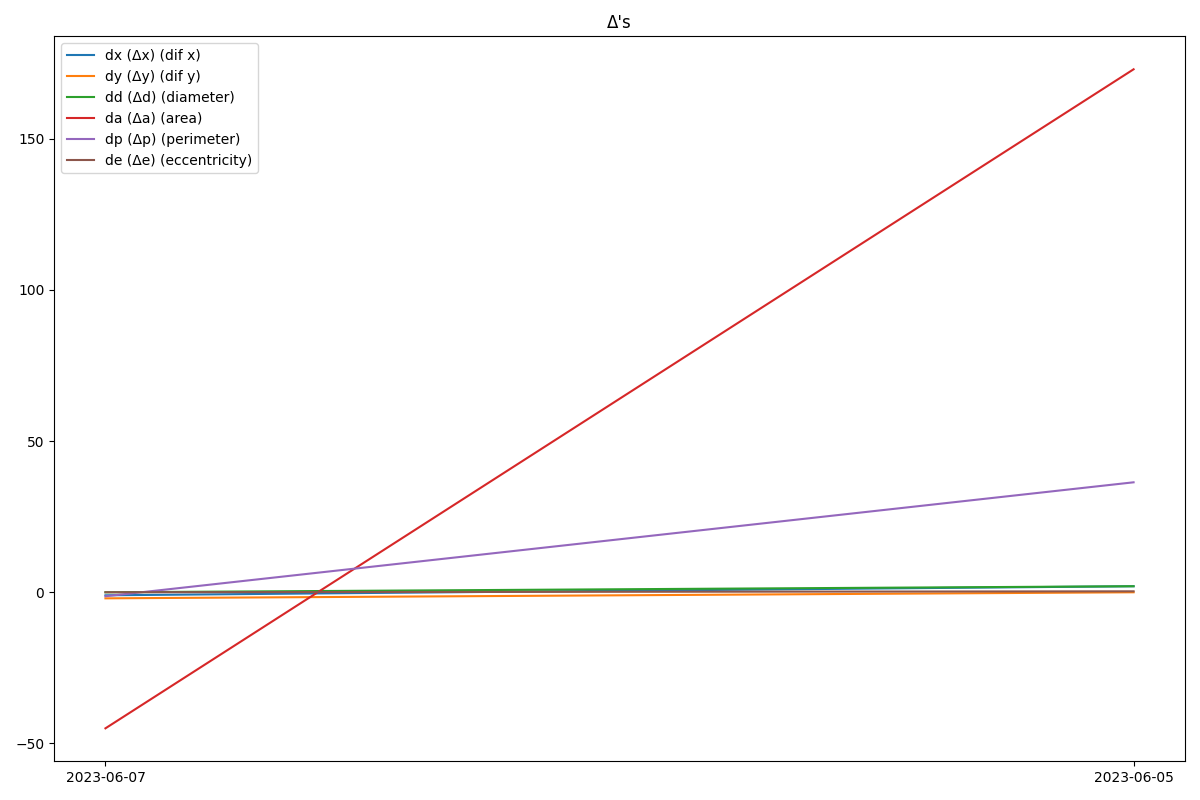 Δ's
dx (Δx) (dif x)
dy (Δy) (dif y)
dd (Δd) (diameter)
da (Δa) (area)
dp (Δp) (perimeter)
de (Δe) (eccentricity)
150
100
50
0
−50
2023-06-07
2023-06-05